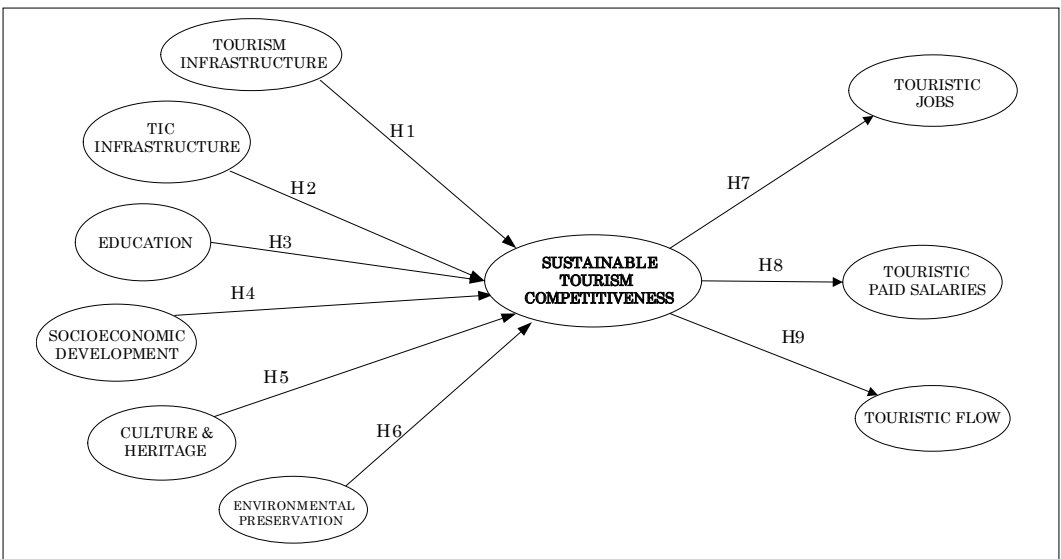 TOURISM
INFRASTRUCTURE
H1
TIC
INFRASTRUCTURE
H2
EDUCATION
H3
SOCIOECONOMIC
DEVELOPMENT
H4
CULTURE &
HERITAGE
H5
ENVIRONMENTAL
PRESERVATION
H6
SUSTAINABLE
TOURISM
COMPETITIVENESS
H7
TOURISTIC
JOBS
H8
TOURISTIC
PAID SALARIES
H9
TOURISTIC FLOW